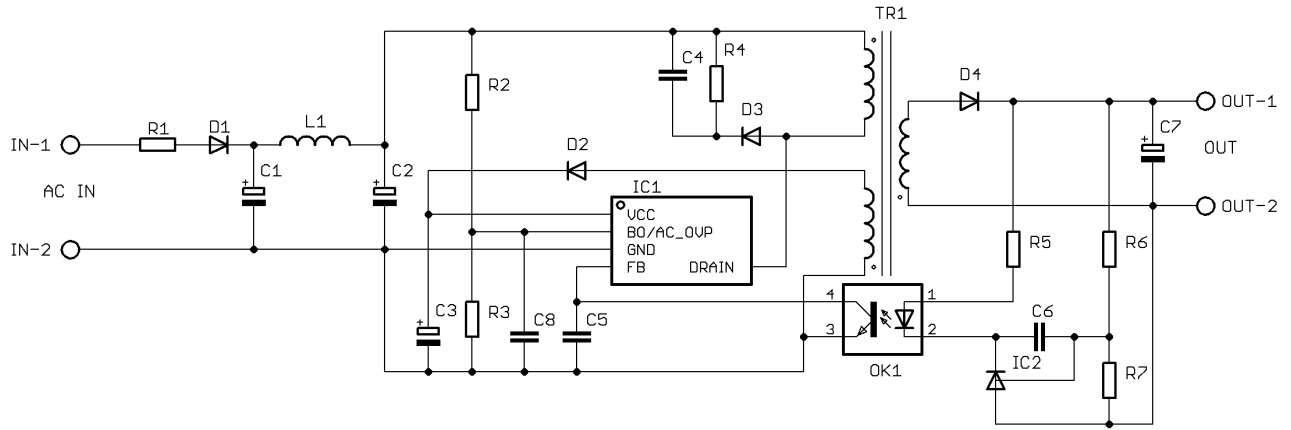 TR1
C4
R4
D4
R2
OUT-1
L1
D3
C7
R1
D1
IN-1
D2
OUT
C1
C2
AC IN
IC1
VCC
OUT-2
BO/AC_OVP
IN-2
GND
R5
R6
FB
DRAIN
4
1
C3
R3
C8
C5
C6
3
2
IC2
OK1
R7
+
+
+
+